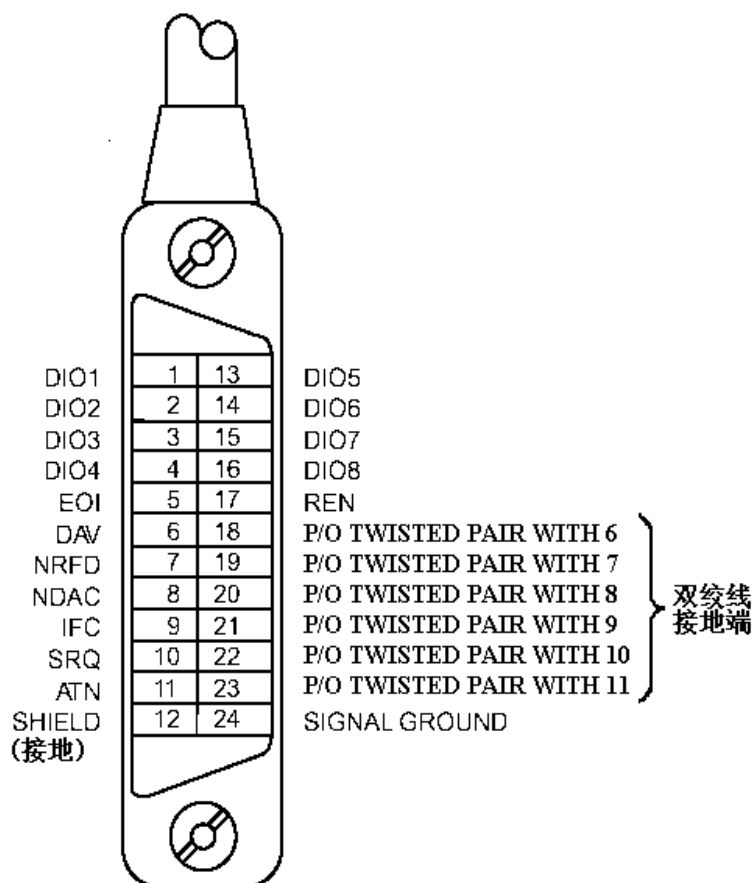 DIO1 1 13 DIO5
DIO2 2 14 DIO6
DIO3 3 15 DIO7
DIO4 4 16 DIO8
EOI 5 17 REN
DAV 6 18 P/O TWISTED PAIR WITH 6
NRFD 7 19 P/O TWISTED PAIR WITH 7
NDAC 8 20 P/O TWISTED PAIR WITH 8
IFC 9 21 P/O TWISTED PAIR WITH 9
SRQ 10 22 P/O TWISTED PAIR WITH 10
ATN 11 23 P/O TWISTED PAIR WITH 11
双绞线
接地端
SHIELD 12 24 SIGNAL GROUND
(接地)